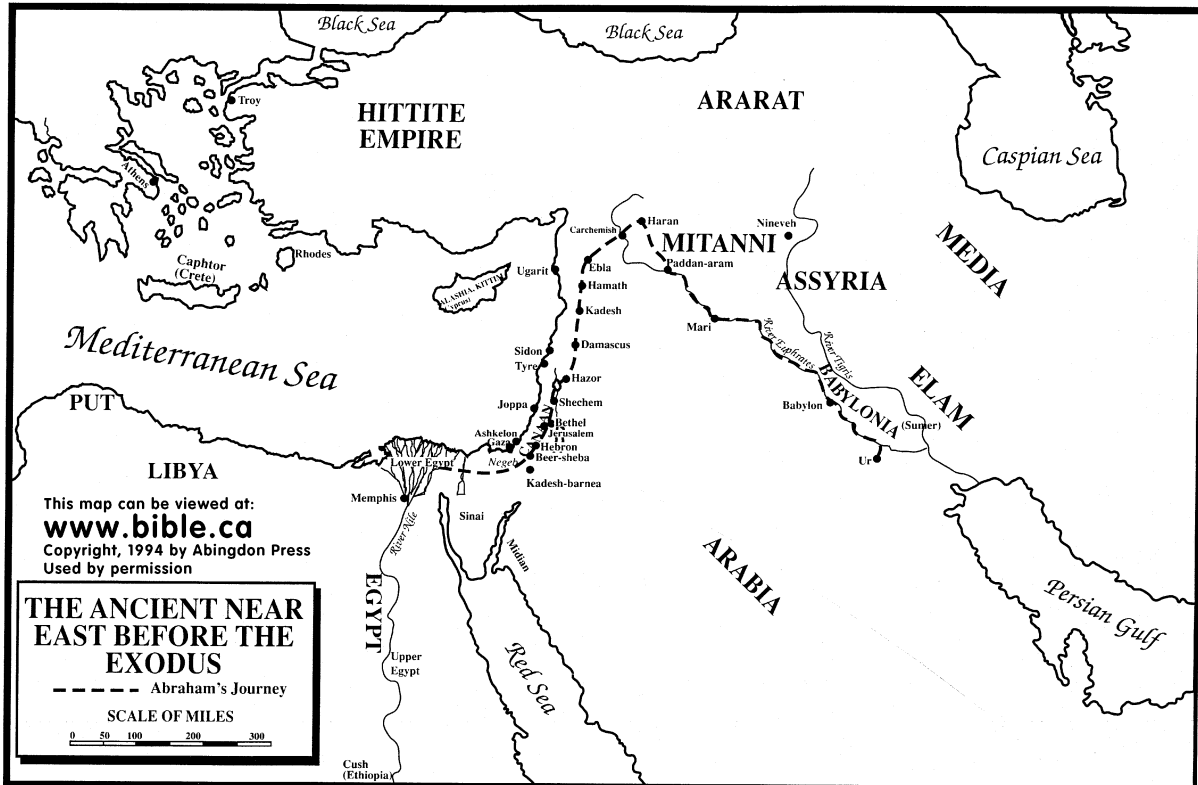 Black Sea
Black Sea
Troy
HITTITE
EMPIRE
ARARAT
Caspian Sea
Athens
Caphtor
(Crete)
Rhodes
ALASHIA, KITTIM
Cyprus)
Ugarit
Carchemish
Haran
Nineveh
MITANNI
MEDIA
Ebla
Paddan-aram
ASSYRIA
Hamath
Kadesh
Mari
Mediterranean Sea
Damascus
Sidon
Tyre
River Euphrates
River Tigris
Hazor
ELAM
BABYLONIA
(Sumer)
Babylon
PUT
Joppa
Shechem
CANAAN
Bethel
Jerusalem
Ashkelon
Gaza
Hebron
Beer-sheba
Negeb
Kadesh-barnea
Ur
LIBYA
Lower Egypt
Memphis
River Nile
Sinai
Midian
ARABIA
Persian Gulf
EGYPT
Upper
Egypt
Red Sea
Cush
(Ethiopia)
This map can be viewed at:
www.bible.ca
Copyright, 1994 by Abingdon Press
Used by permission
THE ANCIENT NEAR
EAST BEFORE THE
EXODUS
Abraham's Journey
SCALE OF MILES
0 50 100 200 300